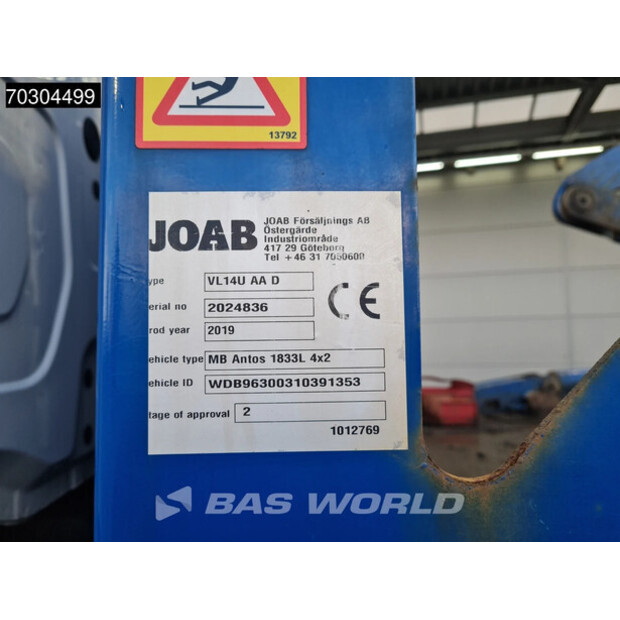 70304499
13792
JOAB
JOAB Försäljnings AB
Östergärde
Industriområde
417 29 Göteborg
Tel +46 31 7050600
ype VL14U AA D
erial no 2024836
rod year 2019
ehicle type MB Antos 1833L 4x2
ehicle ID WDB96300310391353
tage of approval 2
1012769
CE
BAS WORLD